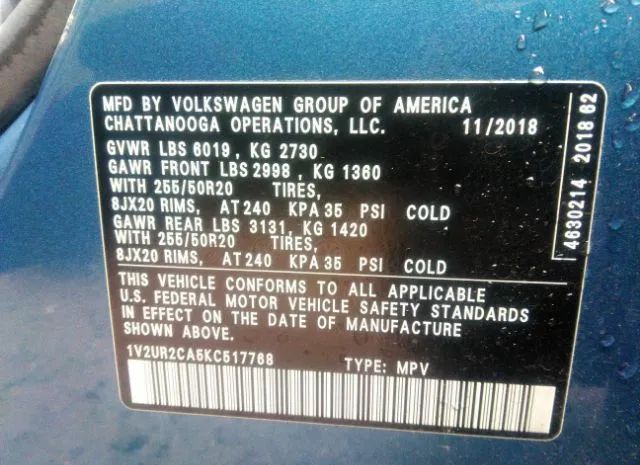 MFD BY VOLKSWAGEN GROUP OF AMERICA
CHATTANOOGA OPERATIONS, LLC. 11/2018
GVWR LBS 6019 , KG 2730
GAWR FRONT LBS 2998 , KG 1360
WITH 255/50R20 TIRES,
8JX20 RIMS, AT 240 KPA 35 PSI COLD
GAWR REAR LBS 3131, KG 1420
WITH 255/50R20 TIRES,
8JX20 RIMS, AT 240 KPA 35 PSI COLD
THIS VEHICLE CONFORMS TO ALL APPLICABLE
U.S. FEDERAL MOTOR VEHICLE SAFETY STANDARDS
IN EFFECT ON THE DATE OF MANUFACTURE
SHOWN ABOVE.
1V2UR2CA5KC517768 TYPE: MPV
4630214 2018 62